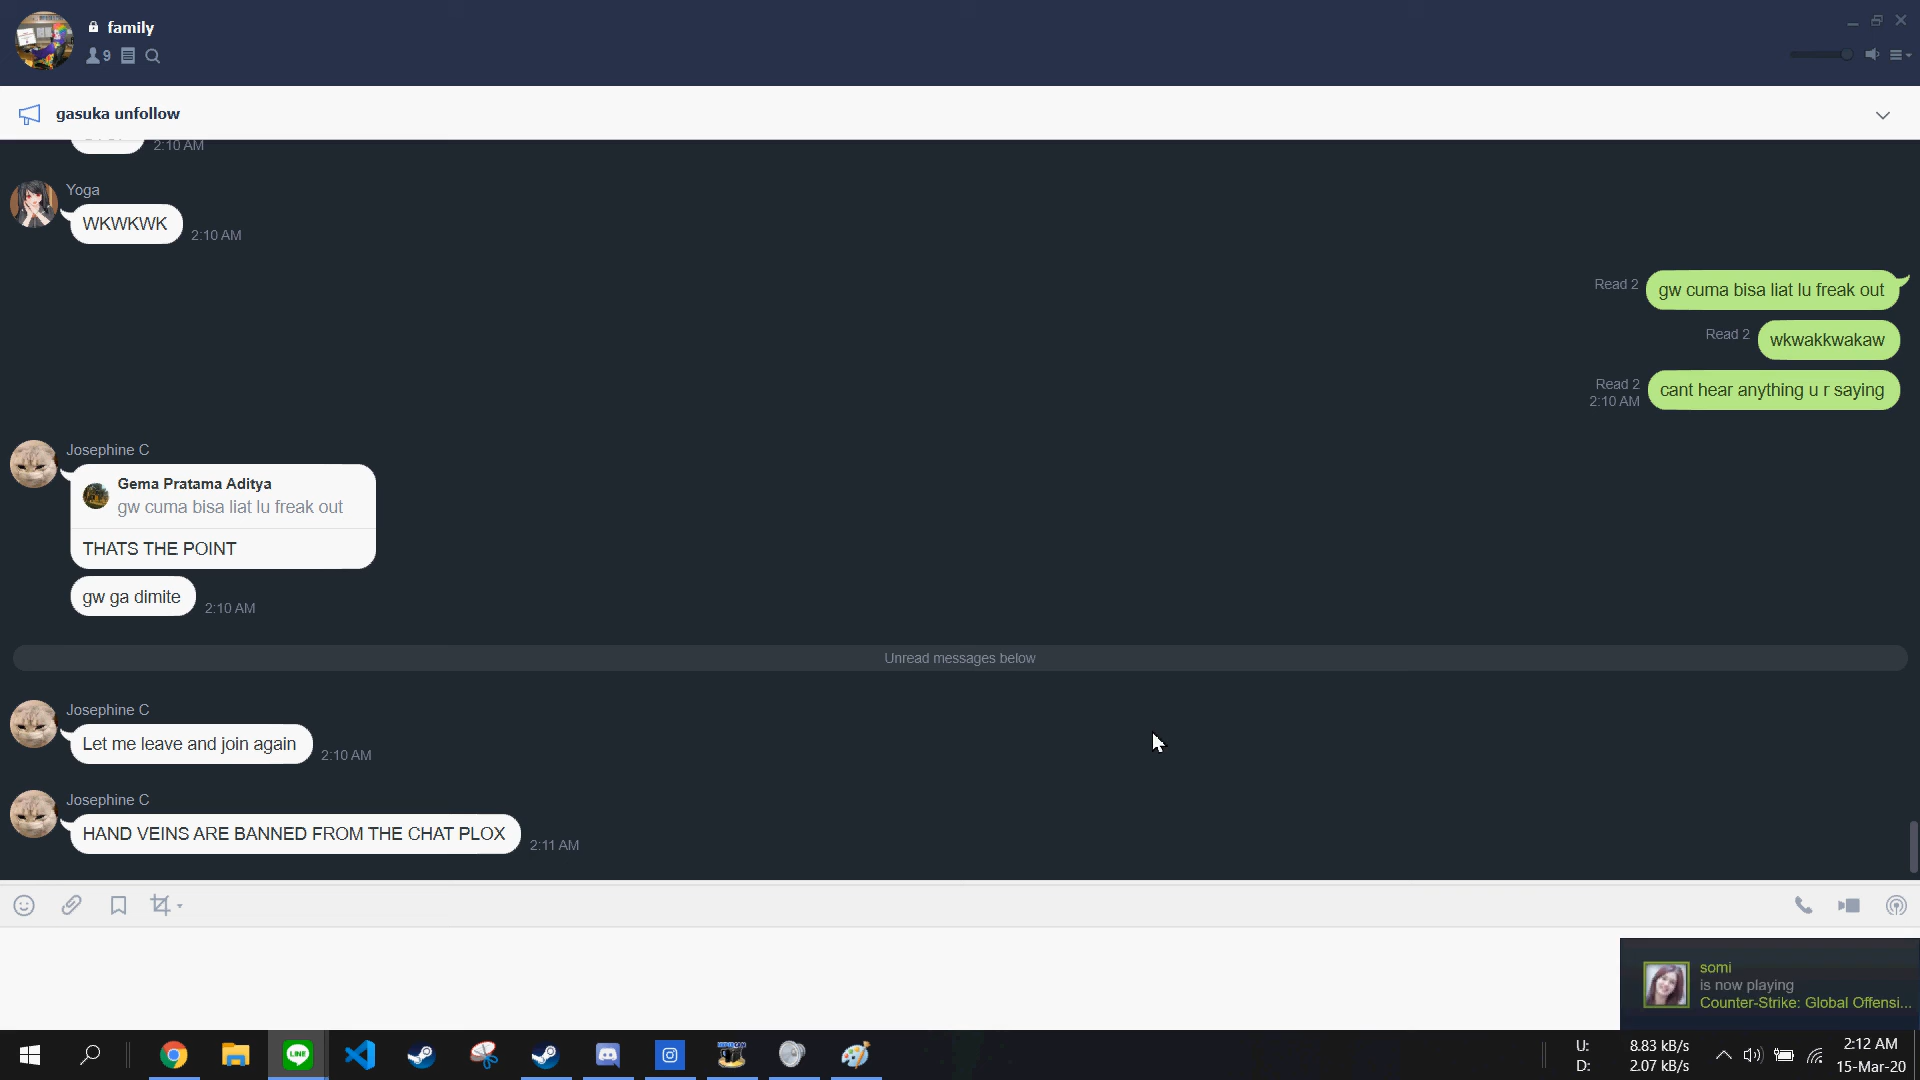 family
9
gasuka unfollow
2:10 AM
Yoga
WKWKWK
2:10 AM
Read 2
gw cuma bisa liat lu freak out
Read 2
wkwakkwakaw
Read 2
2:10 AM
cant hear anything u r saying
Josephine C
Gema Pratama Aditya
gw cuma bisa liat lu freak out
THATS THE POINT
gw ga dimite
2:10 AM
Unread messages below
Josephine C
Let me leave and join again
2:10 AM
Josephine C
HAND VEINS ARE BANNED FROM THE CHAT PLOX
2:11 AM
somi
is now playing
Counter-Strike: Global Offensi...
LINE
U: 8.83 kB/s
D: 2.07 kB/s
2:12 AM
15-Mar-20